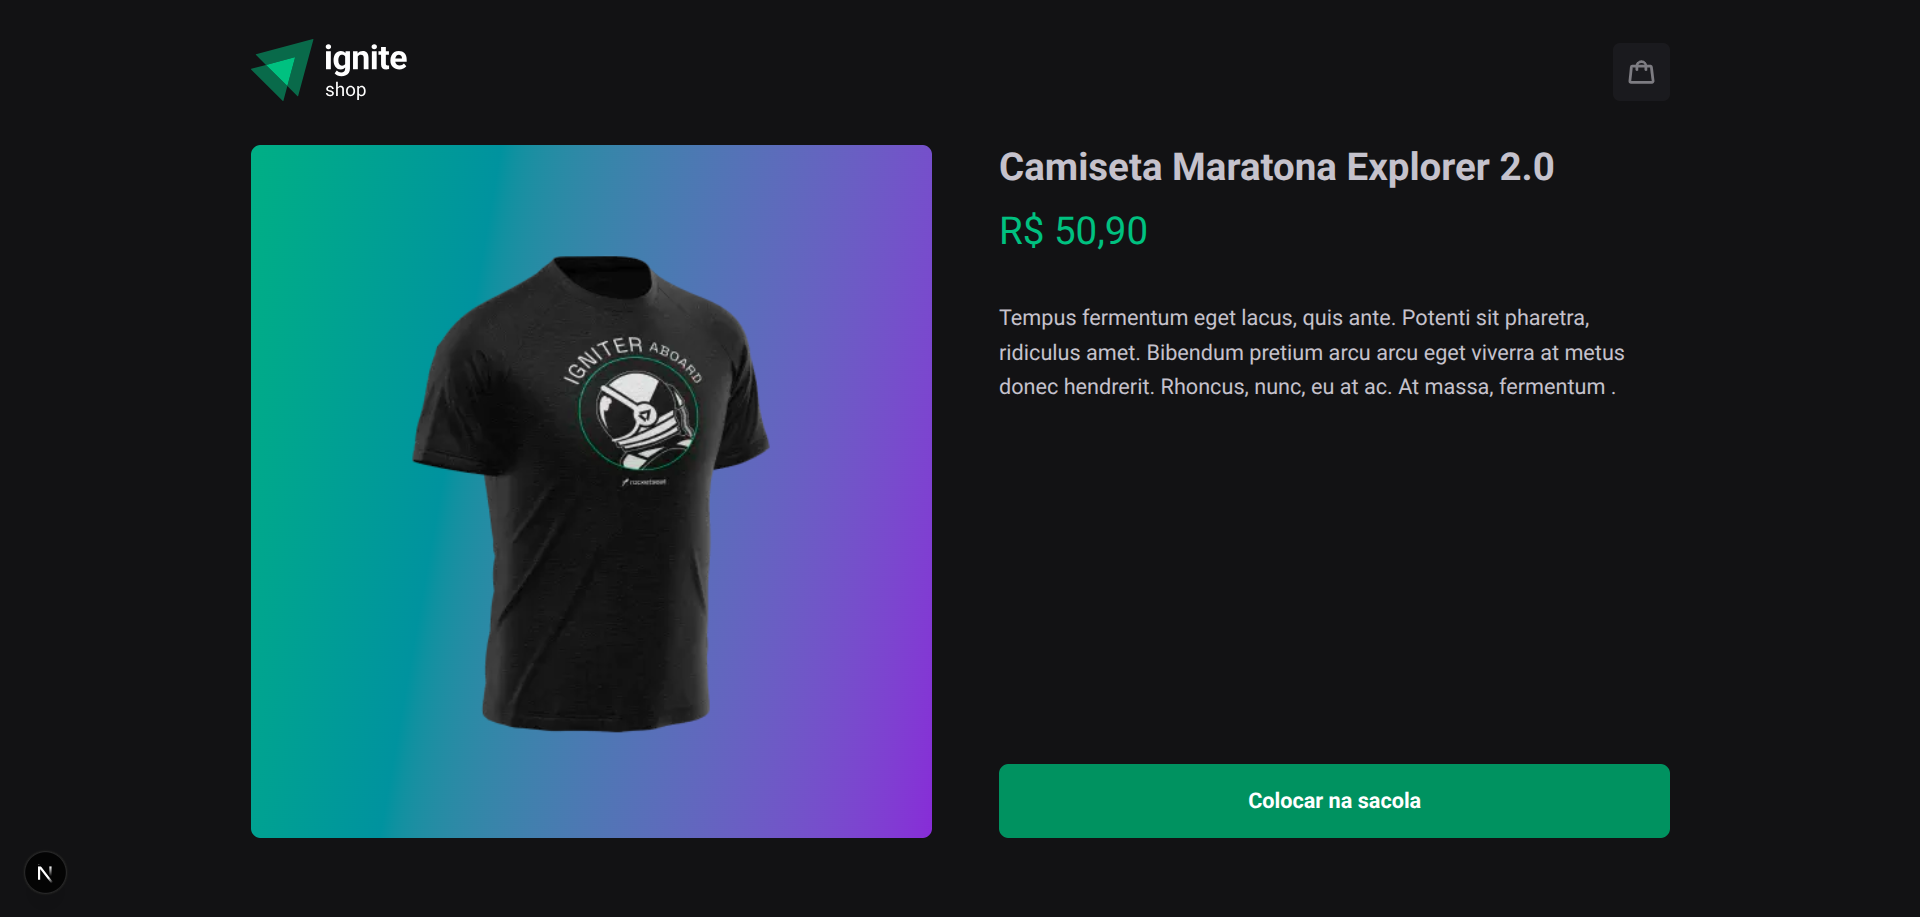 ignite
shop
Camiseta Maratona Explorer 2.0
R$ 50,90
Tempus fermentum eget lacus, quis ante. Potenti sit pharetra,
ridiculus amet. Bibendum pretium arcu arcu eget viverra at metus
donec hendrerit. Rhoncus, nunc, eu at ac. At massa, fermentum .
IGNITER ABOARD
rocketseat
Colocar na sacola
N